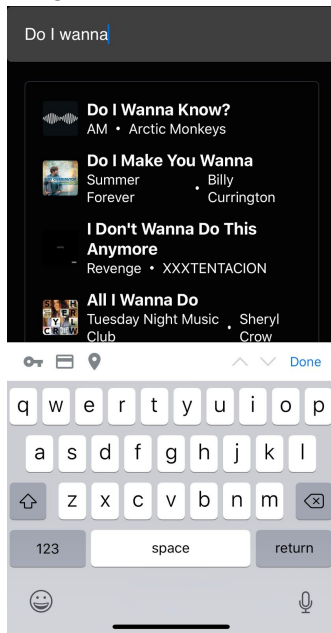 Do I wanna
Do I Wanna Know?
AM • Arctic Monkeys
Do I Make You Wanna
Summer • Billy
Forever Currington
I Don't Wanna Do This
Anymore
Revenge • XXXTENTACION
All I Wanna Do
Tuesday Night Music • Sheryl
Club Crow
Done
q w e r t y u i o p
a s d f g h j k l
z x c v b n m
123 space return